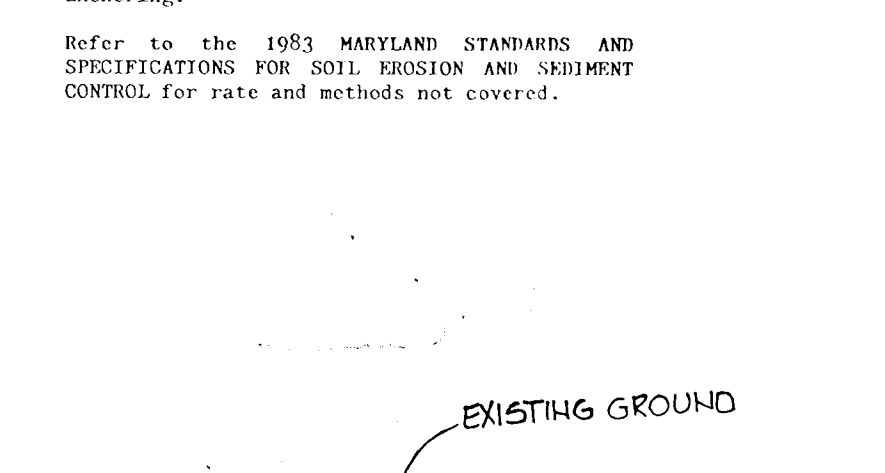 anchoring.
Refer to the 1983 MARYLAND STANDARDS AND
SPECIFICATIONS FOR SOIL EROSION AND SEDIMENT
CONTROL for rate and methods not covered.
EXISTING GROUND